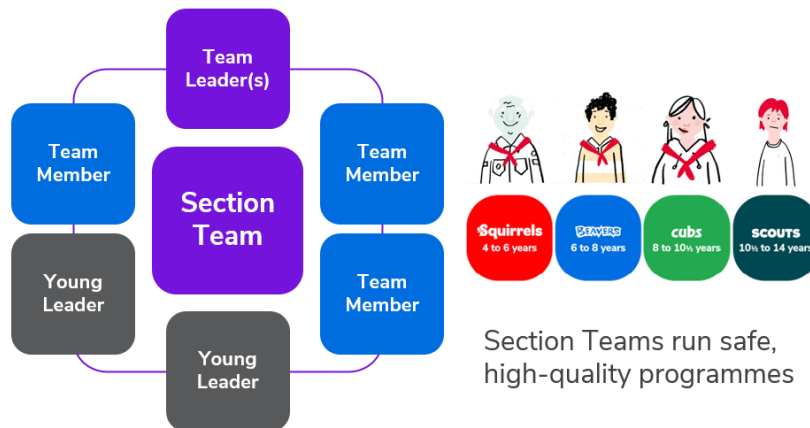 Team
Leader(s)
Team
Member
Team
Member
Section
Team
Young
Leader
Team
Member
Young
Leader
Squirrels
4 to 6 years
BEAVERS
6 to 8 years
cubs
8 to 10½ years
SCOUTS
10½ to 14 years
Section Teams run safe,
high-quality programmes